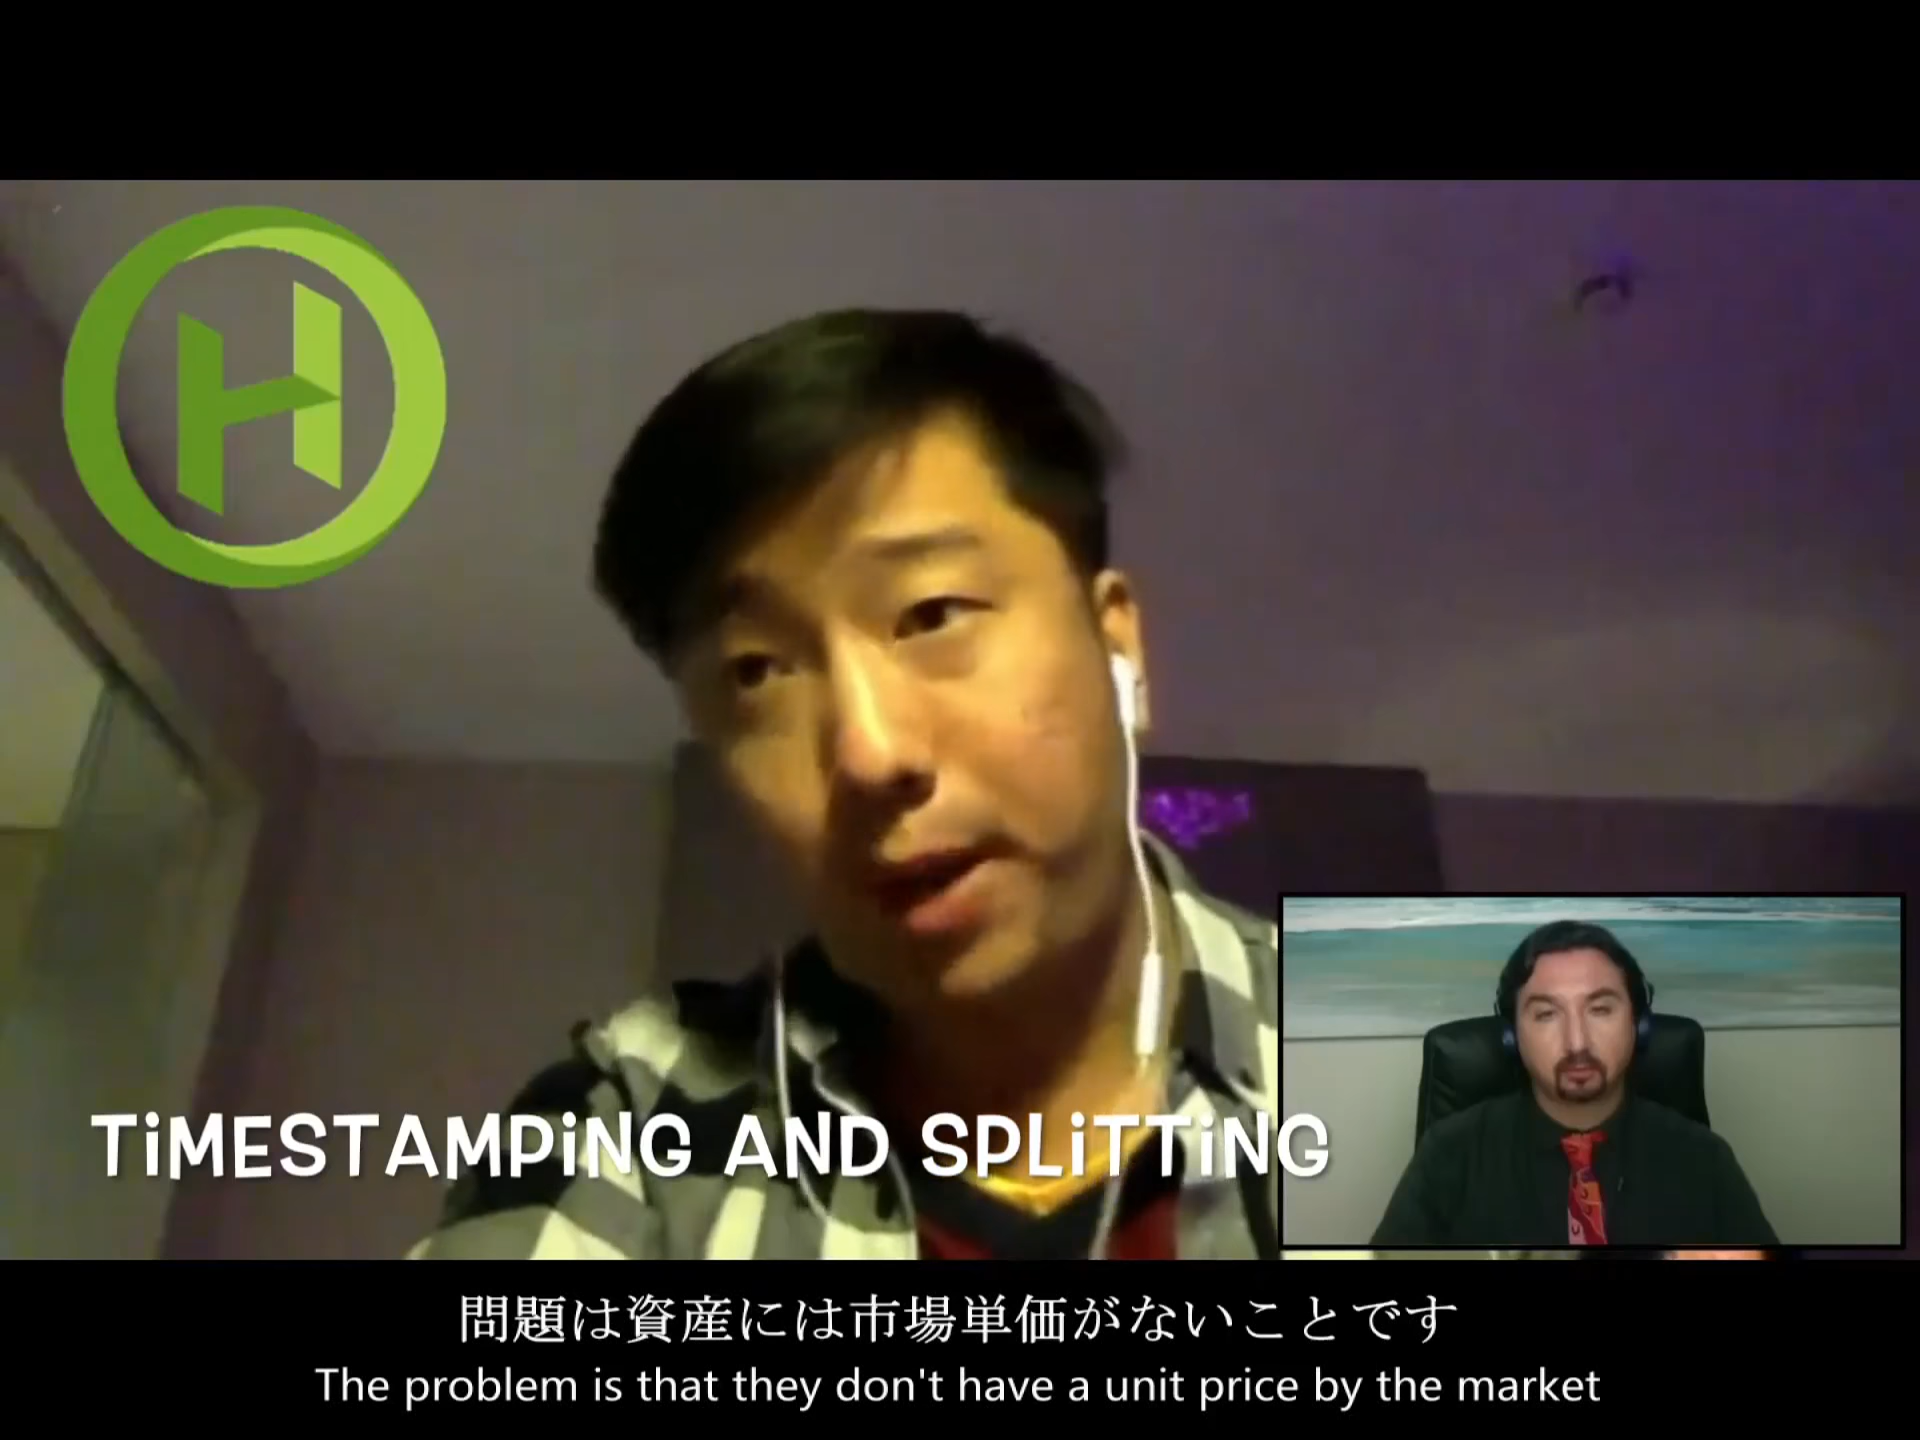 H
TiMESTAMPiNG AND SPLiTTiNG
問題は資産には市場単価がないことです
The problem is that they don't have a unit price by the market